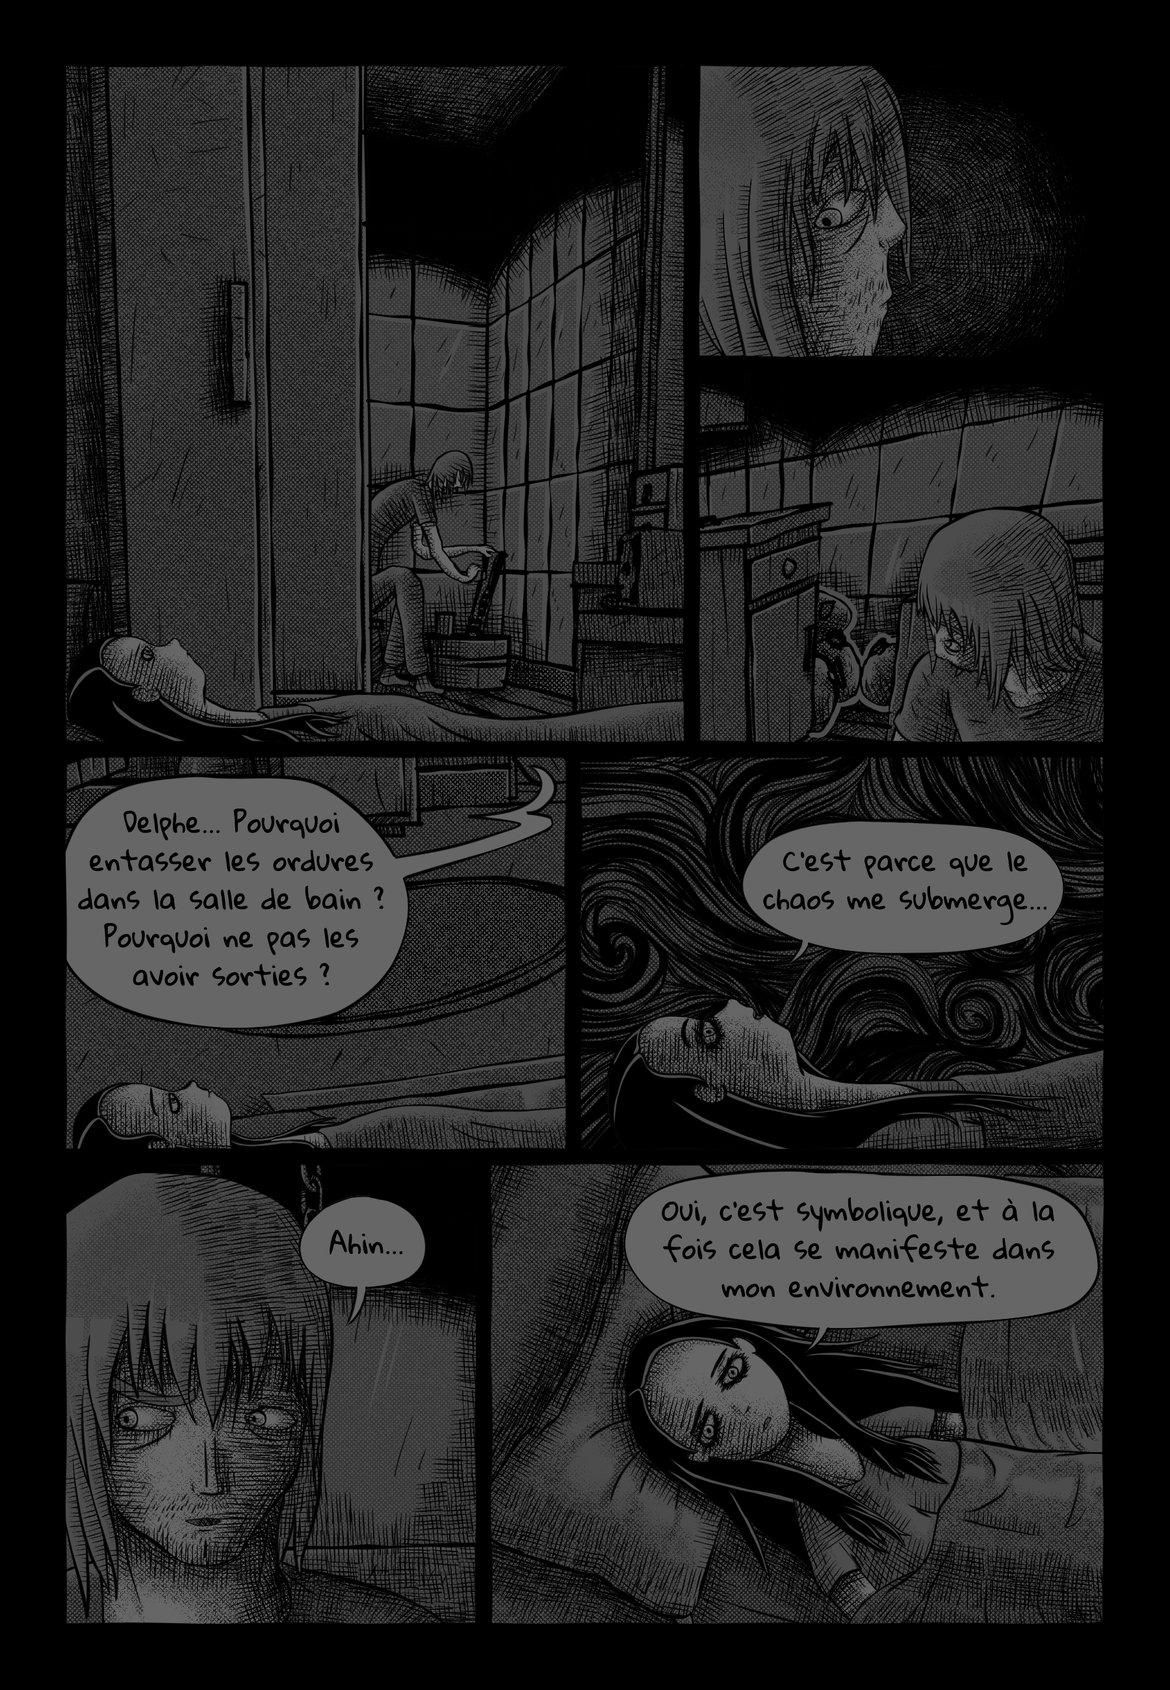 Delphe... Pourquoi
entasser les ordures
dans la salle de bain ?
Pourquoi ne pas les
avoir sorties ?
C'est parce que le
chaos me submerge...
Ahin...
Oui, c'est symbolique, et à la
fois cela se manifeste dans
mon environnement.